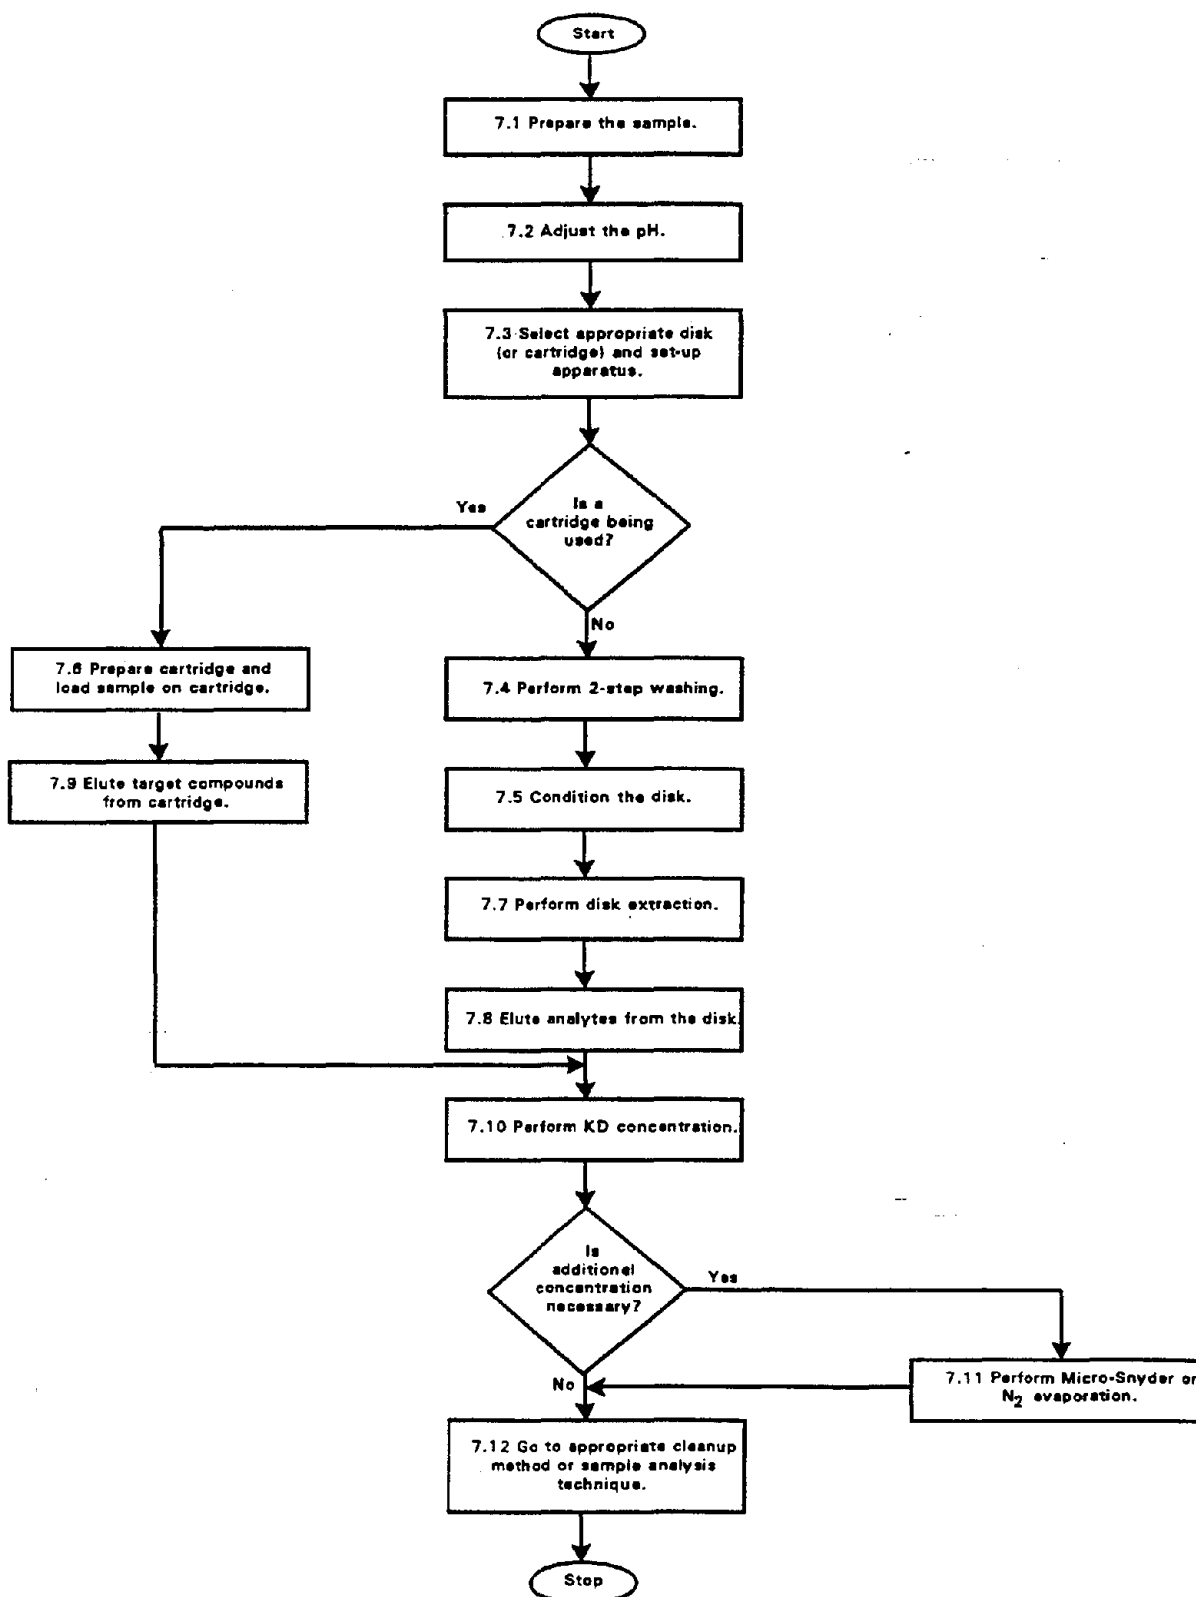 Start
7.1 Prepare the sample.
7.2 Adjust the pH.
7.3 Select appropriate disk
(or cartridge) and set-up
apparatus.
Is a
cartridge being
used?
Yes
No
7.6 Prepare cartridge and
load sample on cartridge.
7.9 Elute target compounds
from cartridge.
7.4 Perform 2-step washing.
7.5 Condition the disk.
7.7 Perform disk extraction.
7.8 Elute analytes from the disk.
7.10 Perform KD concentration.
Is
additional
concentration
necessary?
Yes
No
7.11 Perform Micro-Snyder or
N2 evaporation.
7.12 Go to appropriate cleanup
method or sample analysis
technique.
Stop